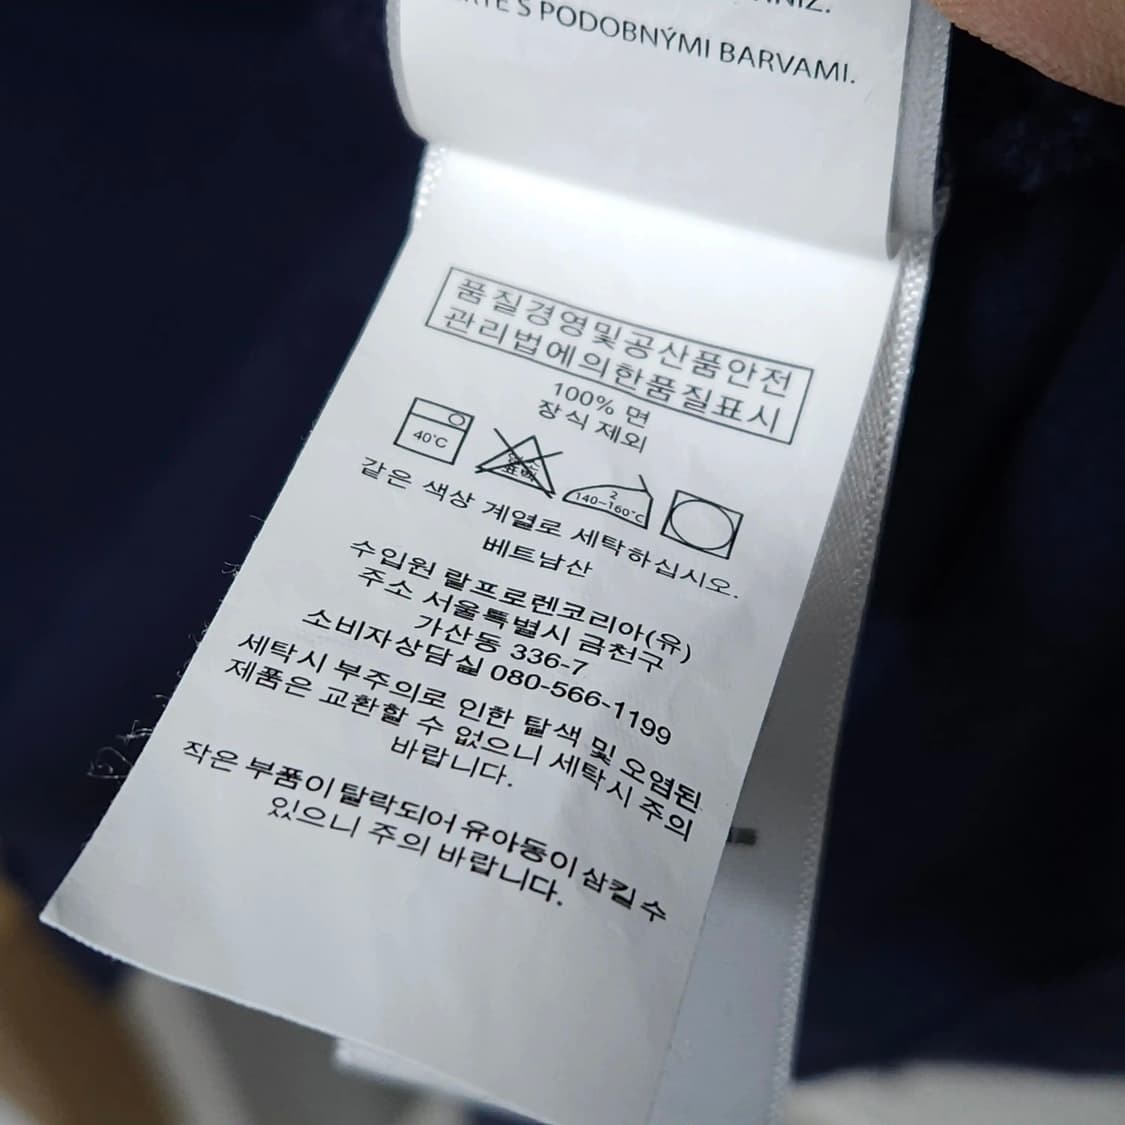 S PODOBNÝMI BARVAMI.
품질경영및공산품안전
관리법에의한품질표시
100% 면
장식 제외
40°C
염소
표백
2
140~160°C
같은 색상 계열로 세탁하십시오.
베트남산
수입원 랄프로렌코리아(유)
주소 서울특별시 금천구
가산동 336-7
소비자상담실 080-566-1199
세탁시 부주의로 인한 탈색 및 오염된
제품은 교환할 수 없으니 세탁시 주의
바랍니다.
작은 부품이 탈락되어 유아동이 삼킬 수
있으니 주의 바랍니다.